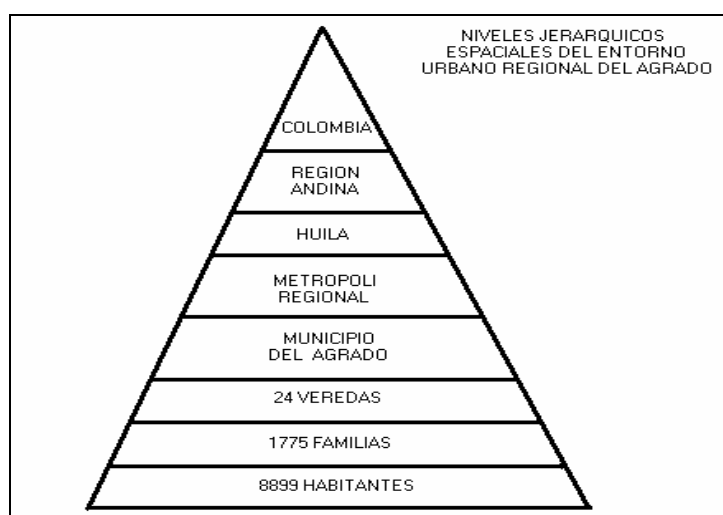 NIVELES JERARQUICOS
ESPACIALES DEL ENTORNO
URBANO REGIONAL DEL AGRADO
COLOMBIA
REGION
ANDINA
HUILA
METROPOLI
REGIONAL
MUNICIPIO
DEL AGRADO
24 VEREDAS
1775 FAMILIAS
8899 HABITANTES